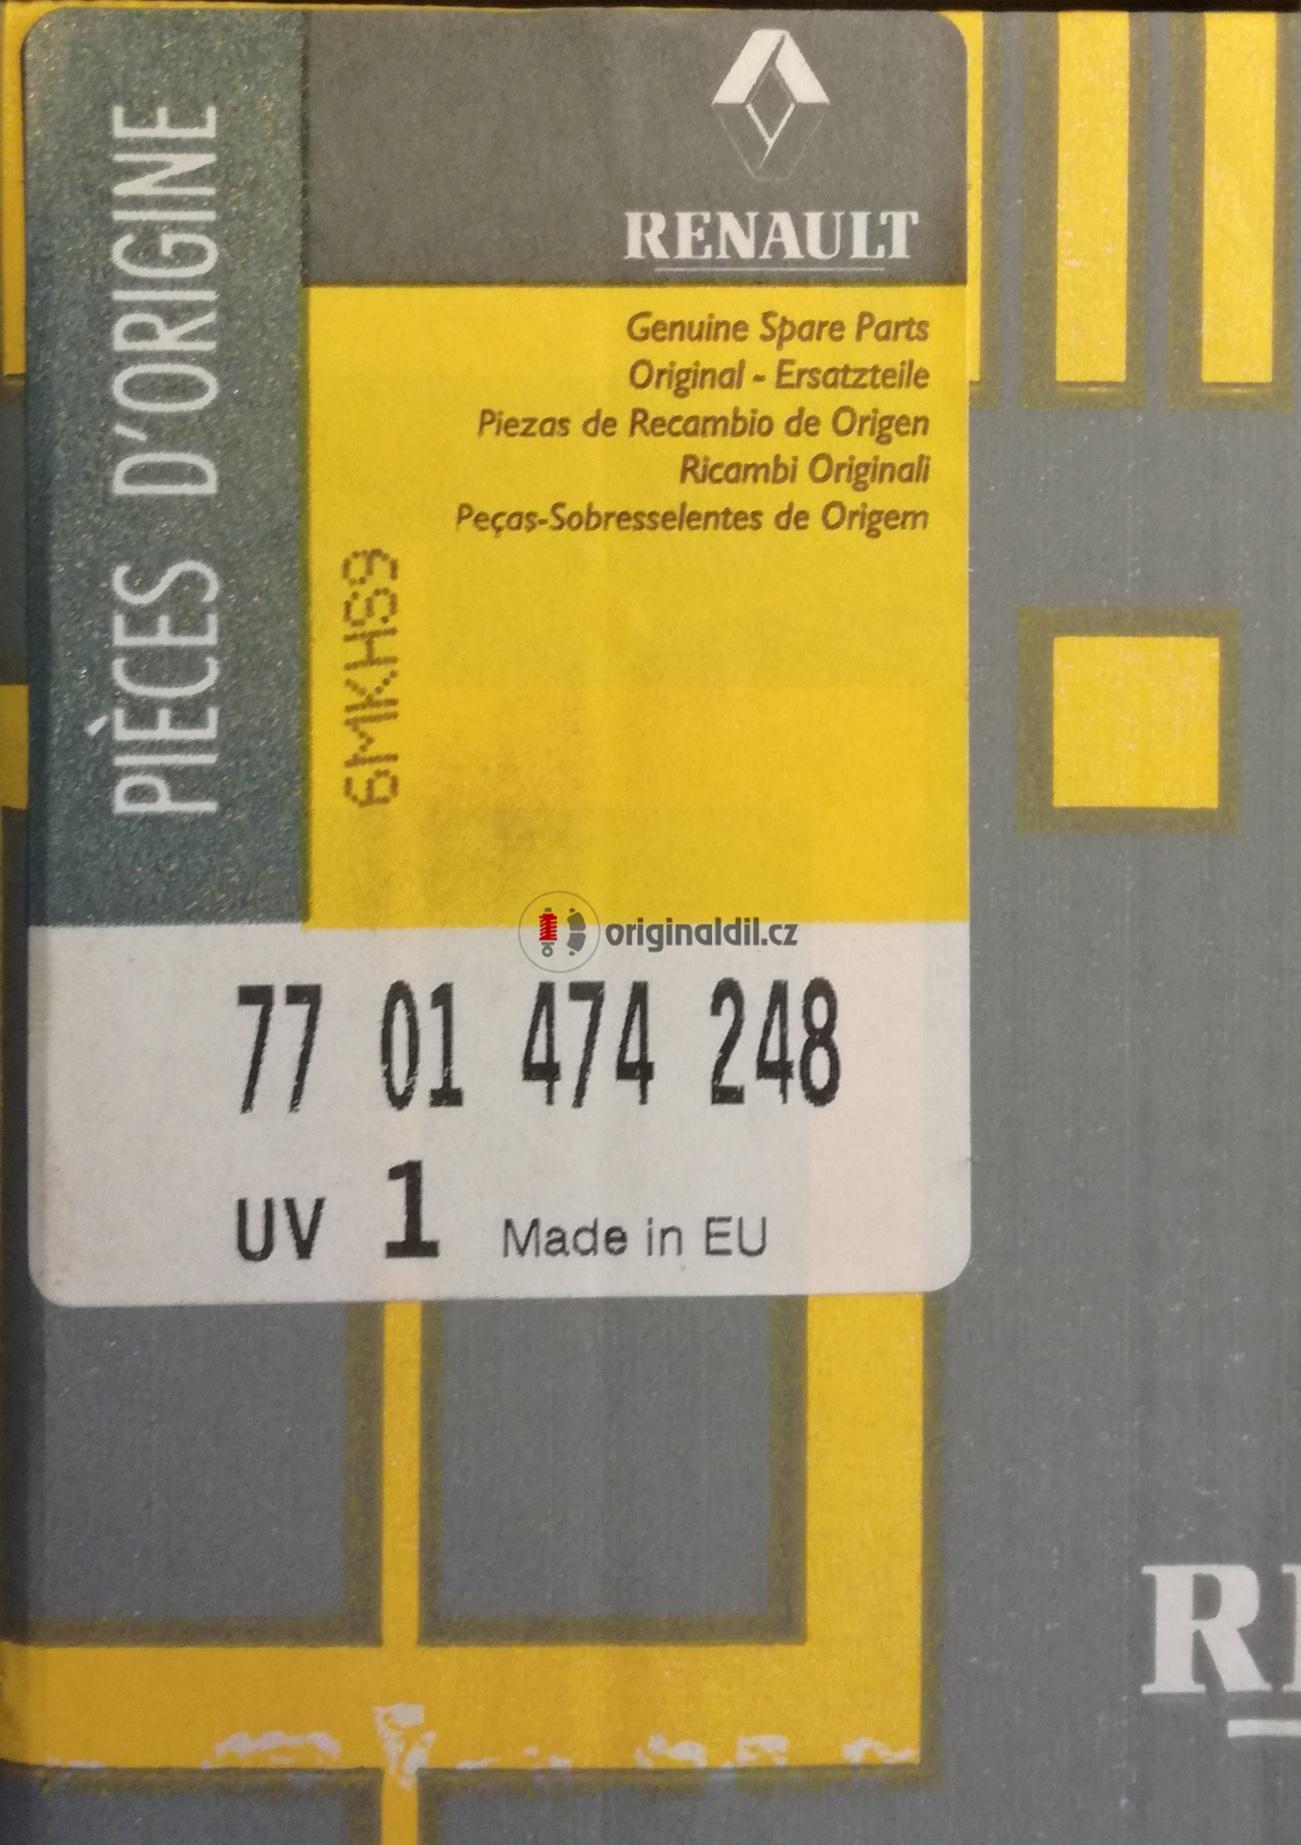 PIÈCES D'ORIGINE
RENAULT
Genuine Spare Parts
Original - Ersatzteile
Piezas de Recambio de Origen
Ricambi Originali
Peças-Sobresselentes de Origem
6MKHS9
originaldil.cz
77 01 474 248
UV 1 Made in EU